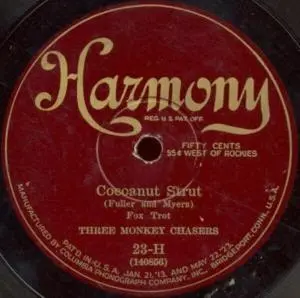 Harmony
REG. U.S. PAT. OFF.
FIFTY CENTS
55¢ WEST OF ROCKIES
Cocoanut Strut
(Fuller and Myers)
Fox Trot
THREE MONKEY CHASERS
23-H
(140856)
MANUFACTURED BY COLUMBIA PHONOGRAPH COMPANY, INC., BRIDGEPORT, CONN., U.S.A.
PAT'D. IN U.S.A. JAN. 21,'13, AND MAY 22,'23